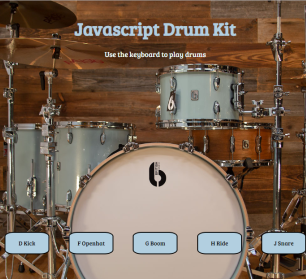 Javascript Drum Kit
Use the keyboard to play drums
D Kick
F Openhat
G Boom
H Ride
J Snare